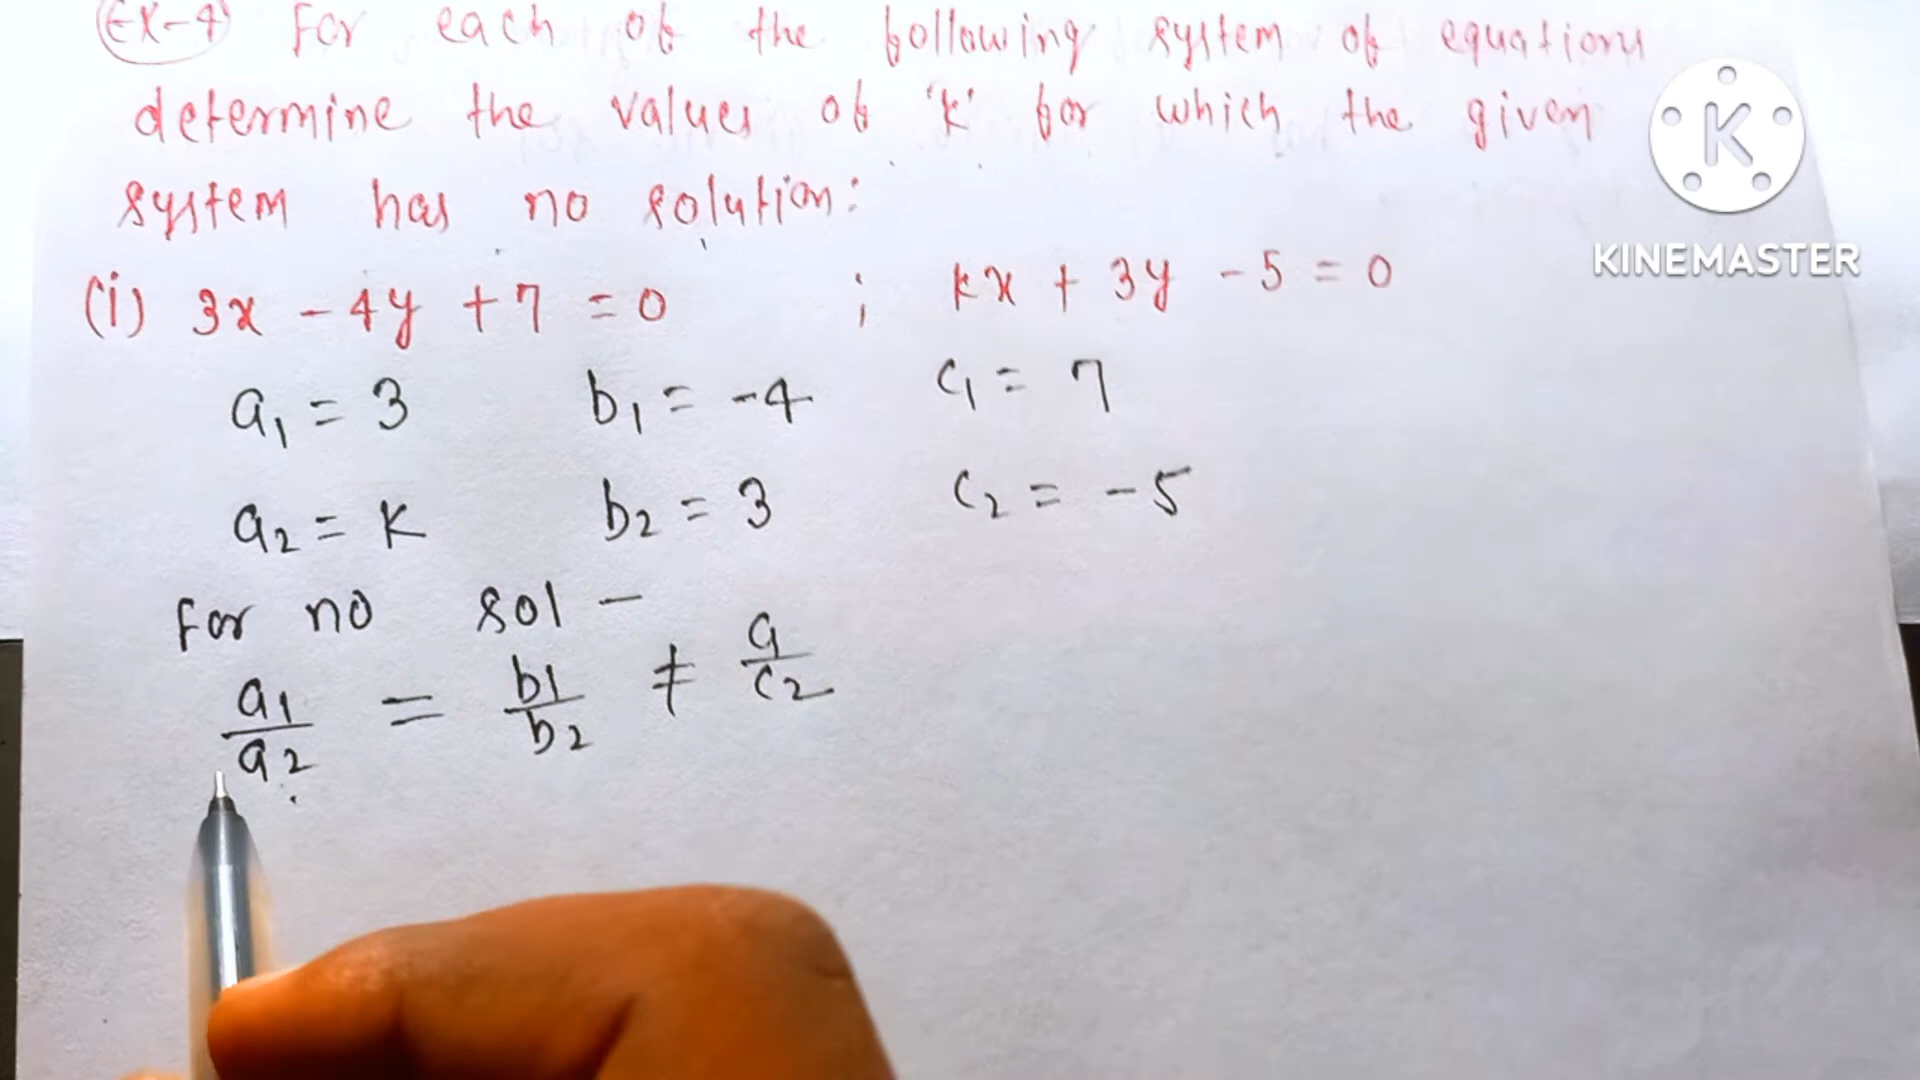 Ex-4 For each of the following system of equations
determine the values of 'K' for which the given
system has no solution:
(i) 3x - 4y + 7 = 0 ; kx + 3y - 5 = 0
a1 = 3 b1 = -4 c1 = 7
a2 = K b2 = 3 c2 = -5
For no sol -
a1/a2 = b1/b2 ≠ c1/c2
K
KINEMASTER